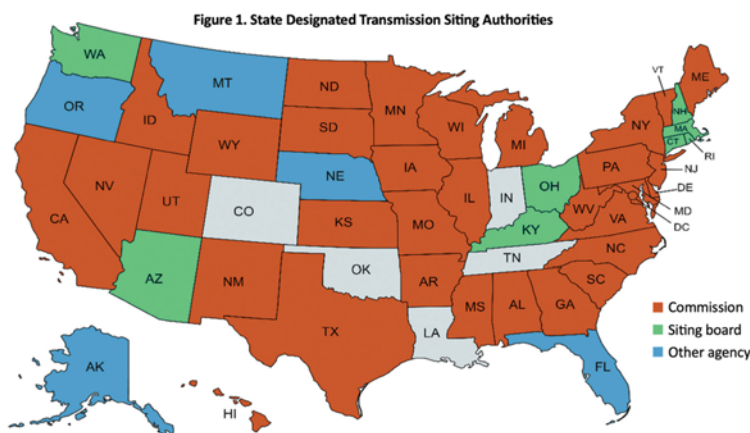 Figure 1. State Designated Transmission Siting Authorities
WA
MT
ND
MN
VT
ME
OR
ID
SD
WI
MI
NY
NH
MA
CT
RI
WY
NE
IA
PA
NJ
NV
UT
CO
KS
MO
IL
IN
OH
WV
VA
DE
MD
DC
CA
KY
AZ
NM
OK
AR
TN
NC
SC
TX
LA
MS
AL
GA
FL
AK
HI
Commission
Siting board
Other agency